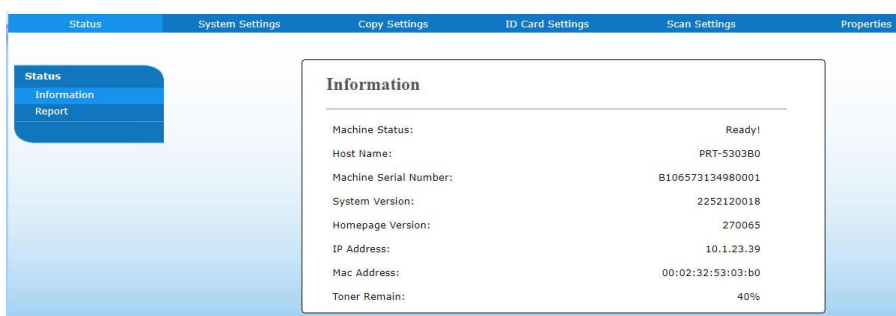 Status System Settings Copy Settings ID Card Settings Scan Settings Properties
Status
Information
Report
Information
Machine Status: Ready!
Host Name: PRT-5303B0
Machine Serial Number: B106573134980001
System Version: 2252120018
Homepage Version: 270065
IP Address: 10.1.23.39
Mac Address: 00:02:32:53:03:b0
Toner Remain: 40%